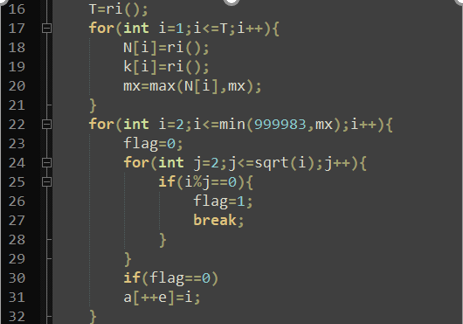 16 T=ri();
17 for(int i=1;i<=T;i++){
18 N[i]=ri();
19 k[i]=ri();
20 mx=max(N[i],mx);
21 }
22 for(int i=2;i<=min(999983,mx);i++){
23 flag=0;
24 for(int j=2;j<=sqrt(i);j++){
25 if(i%j==0){
26 flag=1;
27 break;
28 }
29 }
30 if(flag==0)
31 a[++e]=i;
32 }